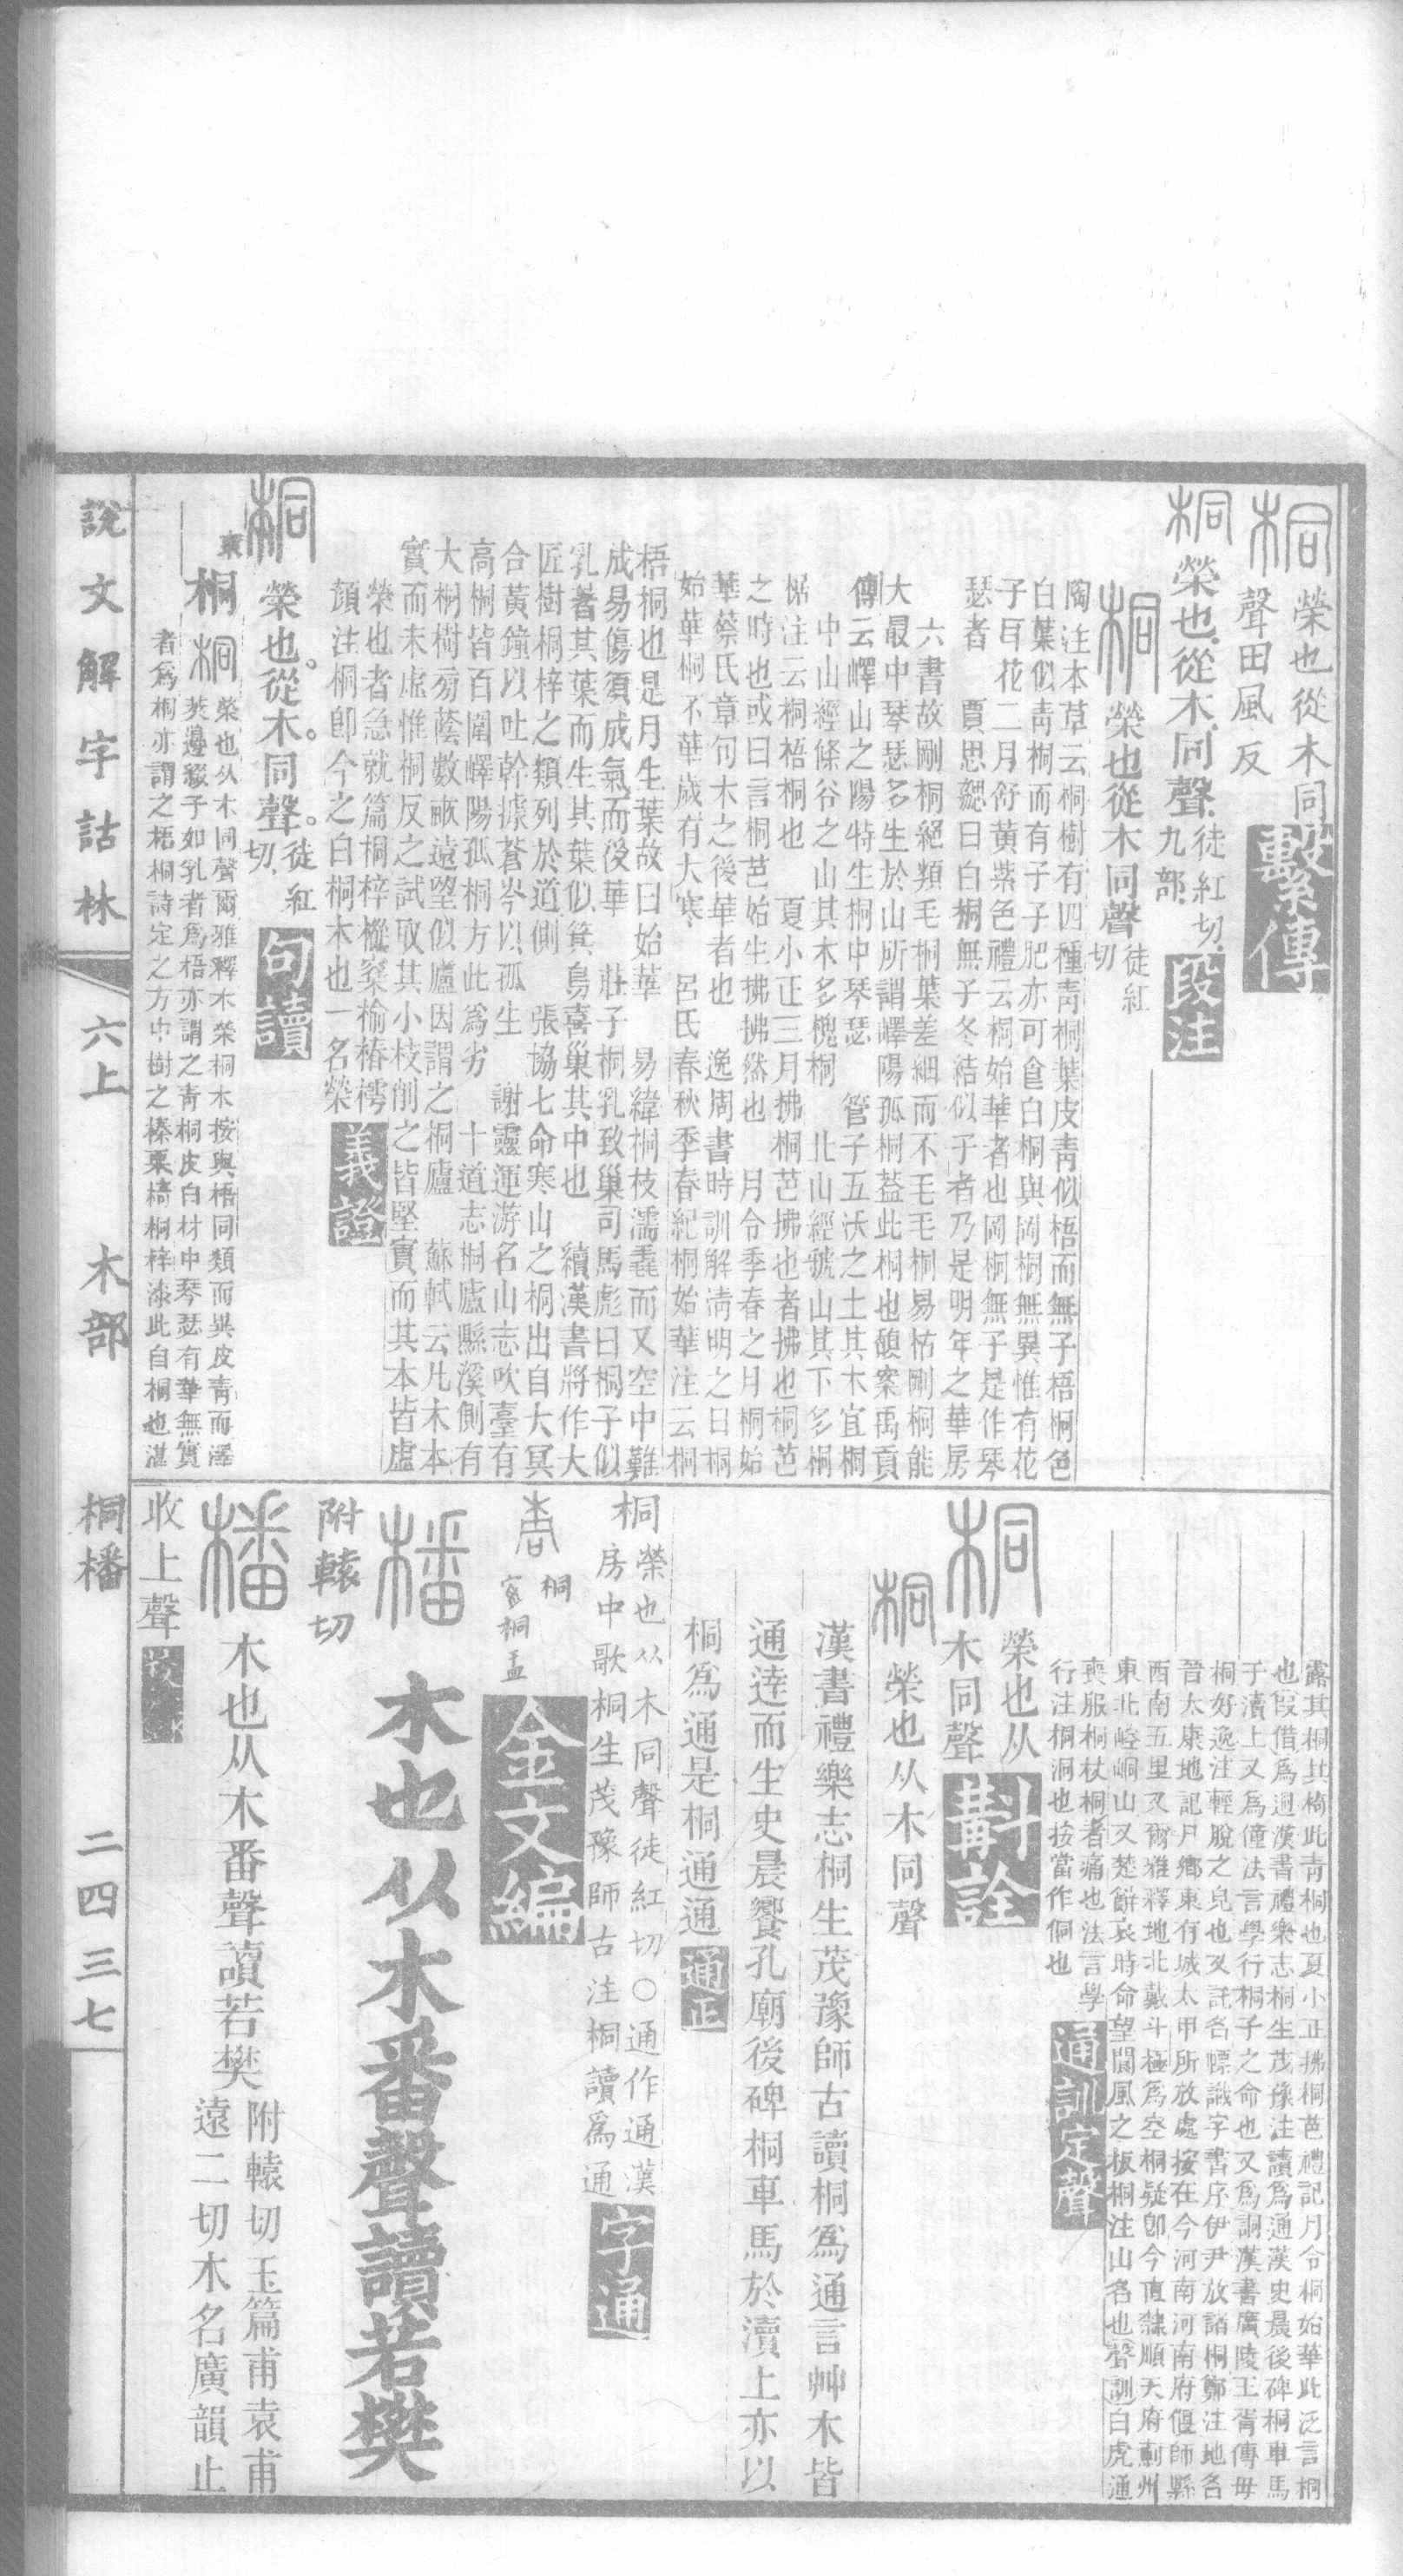 桐榮也從木同
聲田風反
繫傳
桐榮也從木同聲徒紅切
九部
段注
桐榮也從木同聲徒紅
切
陶注本草云桐樹有四種青桐葉皮青似梧而無子梧桐色
白葉似青桐而有子子肥亦可食白桐與岡桐無異惟有花
子耳花二月舒黃紫色禮云桐始華者也岡桐無子是作琴
瑟者 賈思勰曰白桐無子冬結似子者乃是明年之華房
六書故剛桐絕類毛桐葉差細而不毛毛桐易枯剛桐能
大最中琴瑟多生於山所謂嶧陽孤桐葢此桐也馥案禹貢
傳云嶧山之陽特生桐中琴瑟 管子五沃之土其木宜桐
中山經條谷之山其木多槐桐 北山經虢山其下多桐
椐注云桐梧桐也 夏小正三月拂桐芭拂也者拂也桐芭
之時也或曰言桐芭始生拂拂然也 月令季春之月桐始
華蔡氏章句木之後華者也 逸周書時訓解清明之日桐
始華桐不華歲有大寒 呂氏春秋季春紀桐始華注云桐
梧桐也是月生葉故曰始華 易緯桐枝濡毳而又空中難
成易傷須成氣而後華 莊子桐乳致巢司馬彪曰桐子似
乳著其葉而生其葉似箕鳥喜巢其中也 續漢書將作大
匠樹桐梓之類列於道側 張協七命寒山之桐出自大冥
合黃鐘以吐幹據蒼岑以孤生 謝靈運游名山志吹臺有
高桐皆百圍嶧陽孤桐方此爲劣 十道志桐廬縣溪側有
大桐樹旁蔭數畝遠望似廬因謂之桐廬 蘇軾云凡木本
實而末虛惟桐反之試取其小枝削之皆堅實而其本皆虛
榮也者急就篇桐梓樅㮤榆椿樗
顔注桐卽今之白桐木也一名榮
義證
桐榮也。從木。同聲。徒紅
切
句讀
東
桐桐榮也从木同聲爾雅釋木榮桐木按與梧同類而異皮青而澤
莢邊綴子如乳者爲梧亦謂之青桐皮白材中琴瑟有華無實
者爲桐亦謂之梧桐詩定之方中樹之榛栗椅桐梓漆此自桐也湛
露其桐其椅此青桐也夏小正拂桐芭禮記月令桐始華此泛言桐
也叚借爲迵漢書禮樂志桐生茂豫注讀爲通漢史晨後碑桐車馬
于瀆上又爲僮法言學行桐子之命也又爲詷漢書廣陵王胥傳毋
桐好逸注輕脫之皃也又託名幖識字書序伊尹放諸桐鄭注地名
晉太康地記尸鄉東有城太甲所放處按在今河南河南府偃師縣
西南五里又爾雅釋地北戴斗極爲空桐疑卽今直隸順天府薊州
東北崆峒山又楚辭哀時命望閬風之板桐注山名也聲訓白虎通
喪服桐杖桐者痛也法言學
行注桐洞也按當作侗也
通訓定聲
桐榮也从
木同聲
斠詮
桐榮也从木同聲
漢書禮樂志桐生茂豫師古讀桐爲通言艸木皆
通達而生史晨饗孔廟後碑桐車馬於瀆上亦以
桐爲通是桐通通
通正
桐榮也从木同聲徒紅切○通作通漢
房中歌桐生茂豫師古注桐讀爲通
字通
桐
寍桐盂
金文編
橎木也从木番聲讀若樊
附轅切
橎木也从木番聲讀若樊附轅切玉篇甫袁甫
遠二切木名廣韻止
收上聲
說文解字詁林
六上
木部
桐橎
二四三七